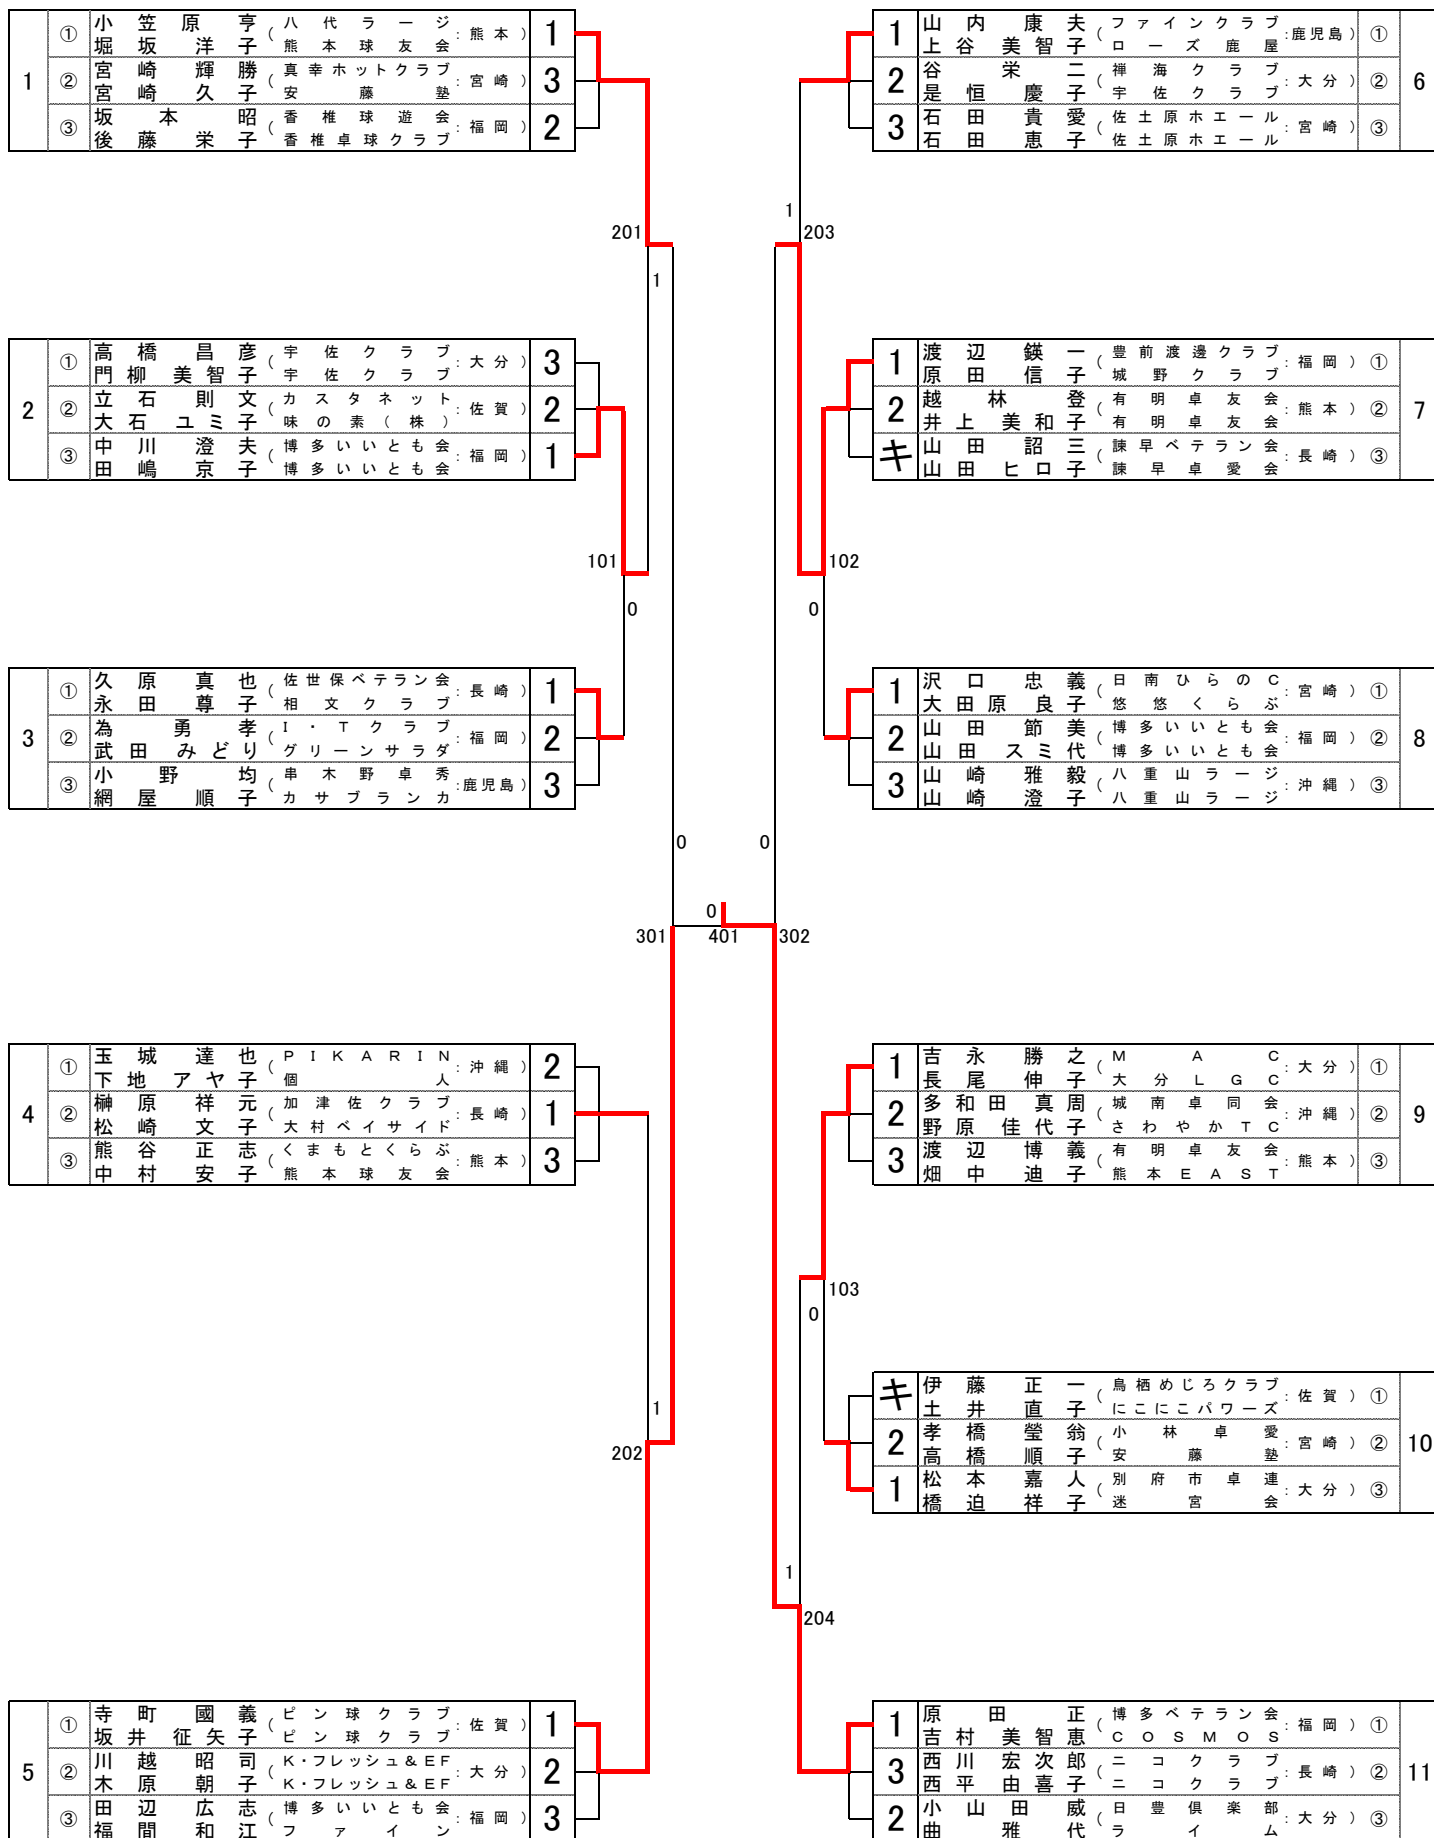 1
① 小笠原亨 (八代ラージ : 熊本) 1
堀坂洋子 熊本球友会
② 宮崎輝勝 (真幸ホットクラブ : 宮崎) 3
宮崎久子 安藤塾
③ 坂本昭 (香椎球遊会 : 福岡) 2
後藤栄子 香椎卓球クラブ
2
① 高橋昌彦 (宇佐クラブ : 大分) 3
門柳美智子 宇佐クラブ
② 立石則文 (カスタネット : 佐賀) 2
大石ユミ子 味の素(株)
③ 中川澄夫 (博多いいとも会 : 福岡) 1
田嶋京子 博多いいとも会
3
① 久原真也 (佐世保ベテラン会 : 長崎) 1
永田尊子 相文クラブ
② 為勇孝 (I・Tクラブ : 福岡) 2
武田みどり グリーンサラダ
③ 小野均 (串木野卓秀 : 鹿児島) 3
網屋順子 カサブランカ
4
① 玉城達也 (PIKARIN : 沖縄) 2
下地アヤ子 個人
② 榊原祥元 (加津佐クラブ : 長崎) 1
松崎文子 大村ベイサイド
③ 熊谷正志 (くまもとくらぶ : 熊本) 3
中村安子 熊本球友会
5
① 寺町國義 (ピン球クラブ : 佐賀) 1
坂井征矢子 ピン球クラブ
② 川越昭司 (K・フレッシュ&EF : 大分) 2
木原朝子 K・フレッシュ&EF
③ 田辺広志 (博多いいとも会 : 福岡) 3
福間和江 ファイン
201
1
101
0
0
301
1
202
0
401
1
203
102
0
0
302
103
0
1
204
6
1 山内康夫 (ファインクラブ : 鹿児島) ①
上谷美智子 ローズ鹿屋
2 谷栄二 (禅海クラブ : 大分) ②
是恒慶子 宇佐クラブ
3 石田貴愛 (佐土原ホエール : 宮崎) ③
石田恵子 佐土原ホエール
7
1 渡辺鍈一 (豊前渡邊クラブ : 福岡) ①
原田信子 城野クラブ
2 越林登 (有明卓友会 : 熊本) ②
井上美和子 有明卓友会
キ 山田詔三 (諫早ベテラン会 : 長崎) ③
山田ヒロ子 諫早卓愛会
8
1 沢口忠義 (日南ひらのC : 宮崎) ①
大田原良子 悠悠くらぶ
2 山田節美 (博多いいとも会 : 福岡) ②
山田スミ代 博多いいとも会
3 山崎雅毅 (八重山ラージ : 沖縄) ③
山崎澄子 八重山ラージ
9
1 吉永勝之 (MAC : 大分) ①
長尾伸子 大分LGC
2 多和田真周 (城南卓同会 : 沖縄) ②
野原佳代子 さわやかTC
3 渡辺博義 (有明卓友会 : 熊本) ③
畑中迪子 熊本EAST
10
キ 伊藤正一 (鳥栖めじろクラブ : 佐賀) ①
土井直子 にこにこパワーズ
2 孝橋瑩翁 (小林卓愛 : 宮崎) ②
高橋順子 安藤塾
1 松本嘉人 (別府市卓連 : 大分) ③
橋迫祥子 迷宮会
11
1 原田正 (博多ベテラン会 : 福岡) ①
吉村美智恵 COSMOS
3 西川宏次郎 (ニコクラブ : 長崎) ②
西平由喜子 ニコクラブ
2 小山田威 (日豊倶楽部 : 大分) ③
曲雅代 ライム